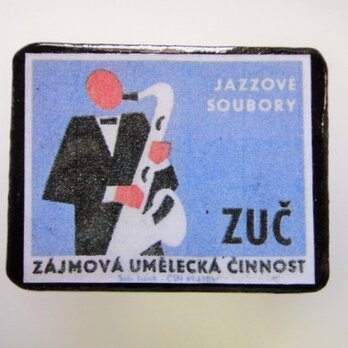 JAZZOVÉ
SOUBORY
ZUČ
ZÁJMOVÁ UMĚLECKÁ ČINNOST